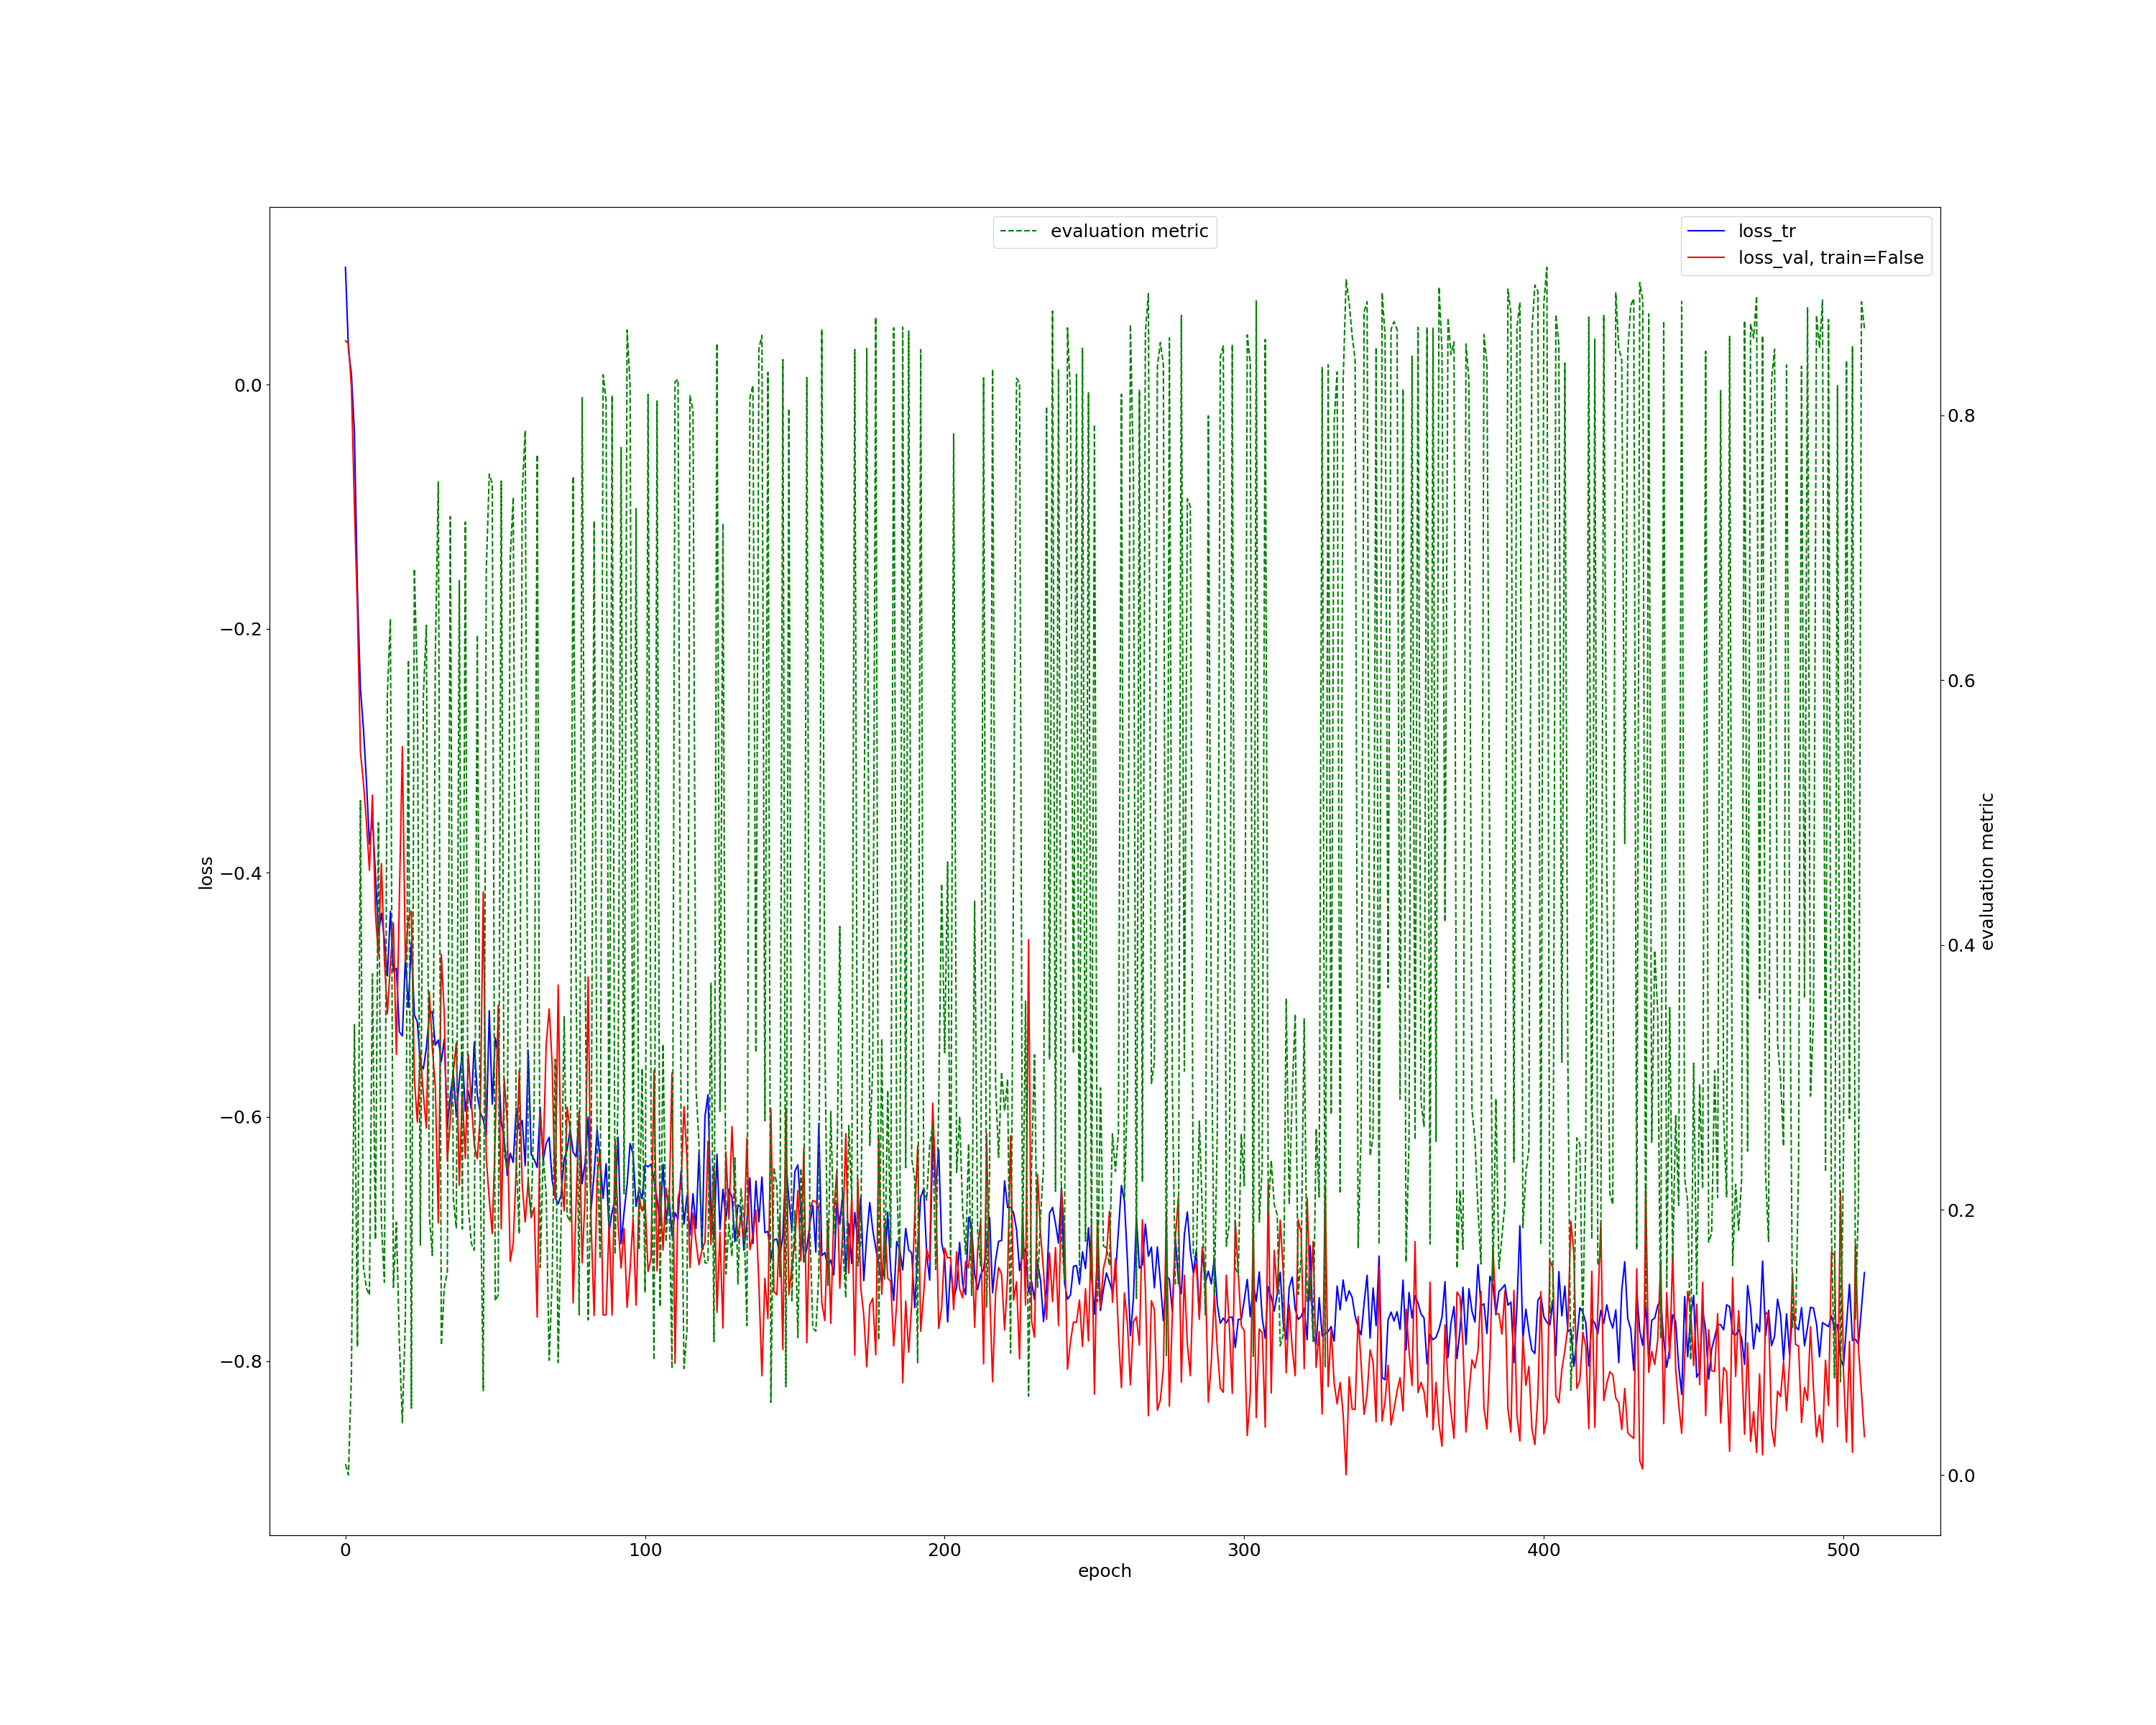 evaluation metric
loss_tr
loss_val, train=False
0.0
−0.2
−0.4
−0.6
−0.8
loss
0.8
0.6
0.4
0.2
0.0
evaluation metric
0 100 200 300 400 500
epoch